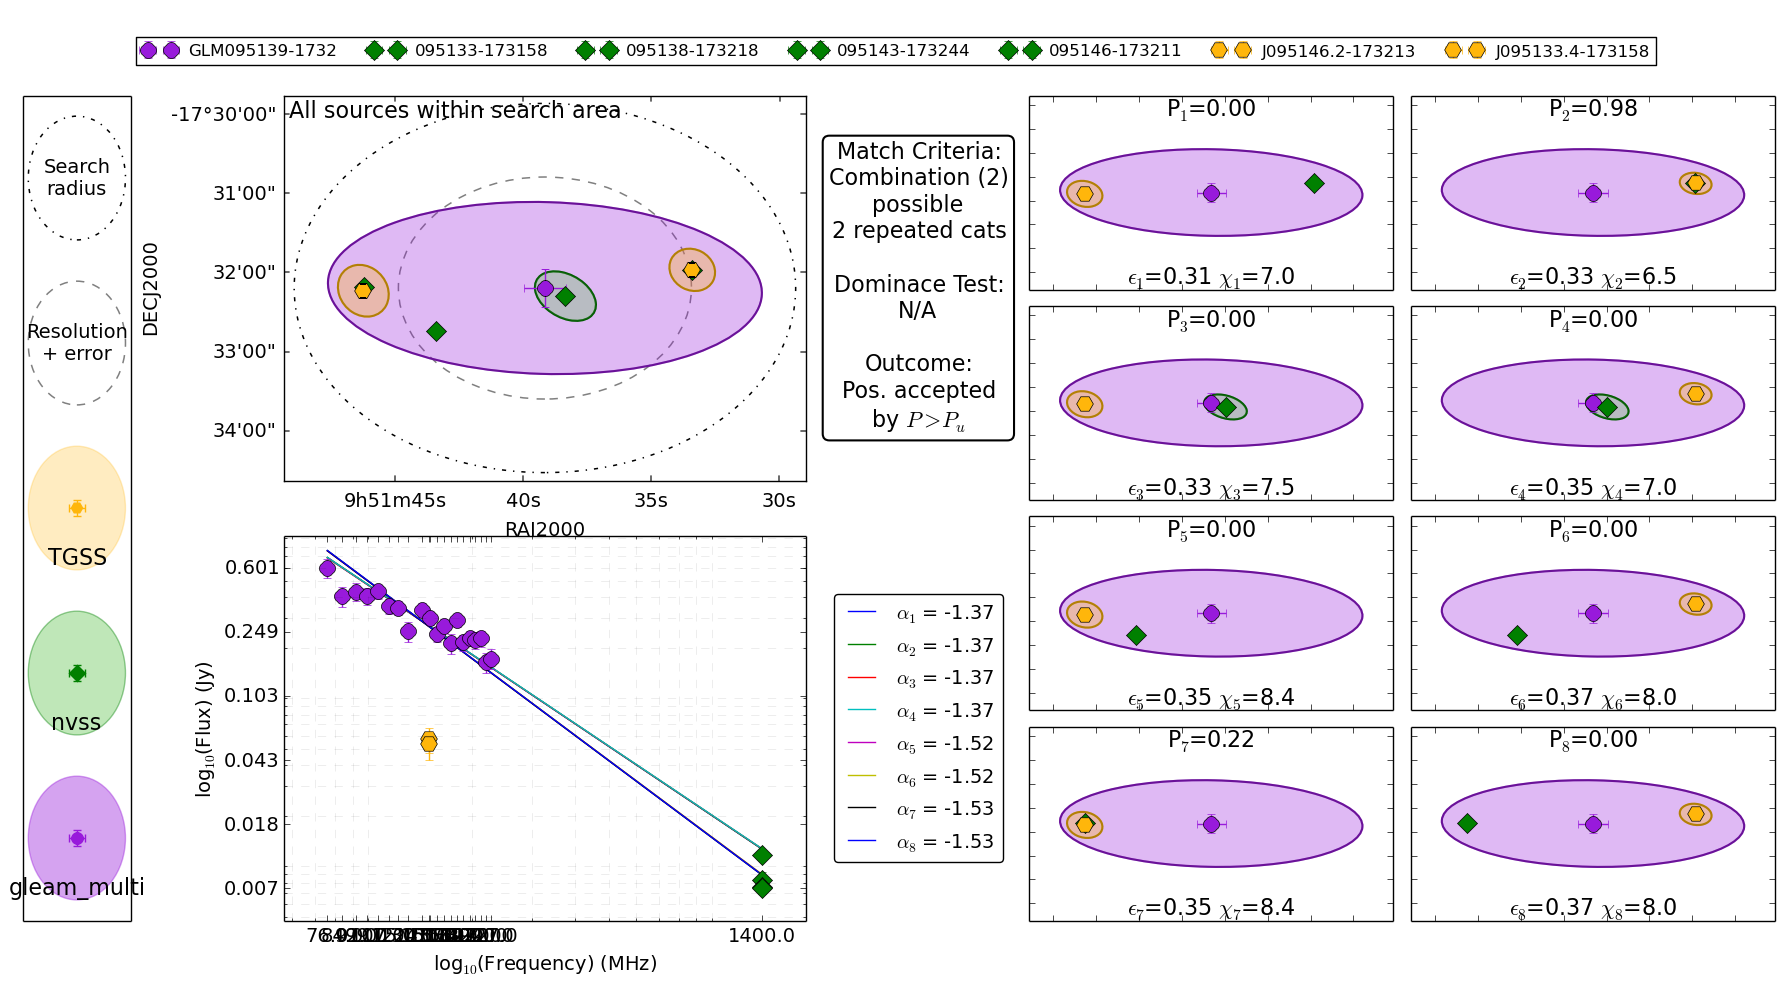 GLM095139-1732 095133-173158 095138-173218 095143-173244 095146-173211 J095146.2-173213 J095133.4-173158
Search
radius
Resolution
+ error
TGSS
nvss
gleam_multi
All sources within search area
DECJ2000
-17°30'00"
31'00"
32'00"
33'00"
34'00"
9h51m45s 40s 35s 30s
RAJ2000
Match Criteria:
Combination (2)
possible
2 repeated cats
Dominace Test:
N/A
Outcome:
Pos. accepted
by P>P_u
log₁₀(Flux) (Jy)
0.601
0.249
0.103
0.043
0.018
0.007
1400.0
log₁₀(Frequency) (MHz)
α₁ = -1.37
α₂ = -1.37
α₃ = -1.37
α₄ = -1.37
α₅ = -1.52
α₆ = -1.52
α₇ = -1.53
α₈ = -1.53
P₁=0.00
ϵ₁=0.31 χ₁=7.0
P₂=0.98
ϵ₂=0.33 χ₂=6.5
P₃=0.00
ϵ₃=0.33 χ₃=7.5
P₄=0.00
ϵ₄=0.35 χ₄=7.0
P₅=0.00
ϵ₅=0.35 χ₅=8.4
P₆=0.00
ϵ₆=0.37 χ₆=8.0
P₇=0.22
ϵ₇=0.35 χ₇=8.4
P₈=0.00
ϵ₈=0.37 χ₈=8.0